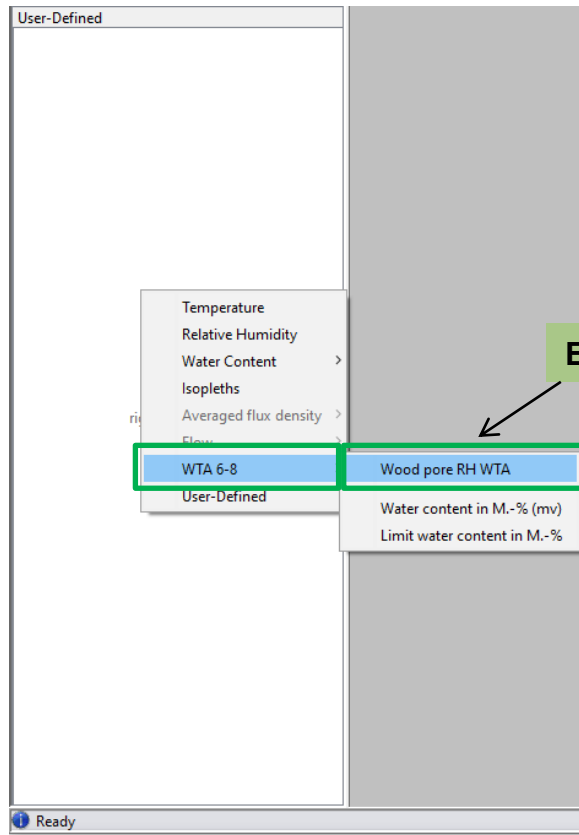 User-Defined
Temperature
Relative Humidity
Water Content
Isopleths
Averaged flux density
Flow
WTA 6-8
User-Defined
Wood pore RH WTA
Water content in M.-% (mv)
Limit water content in M.-%
Ready